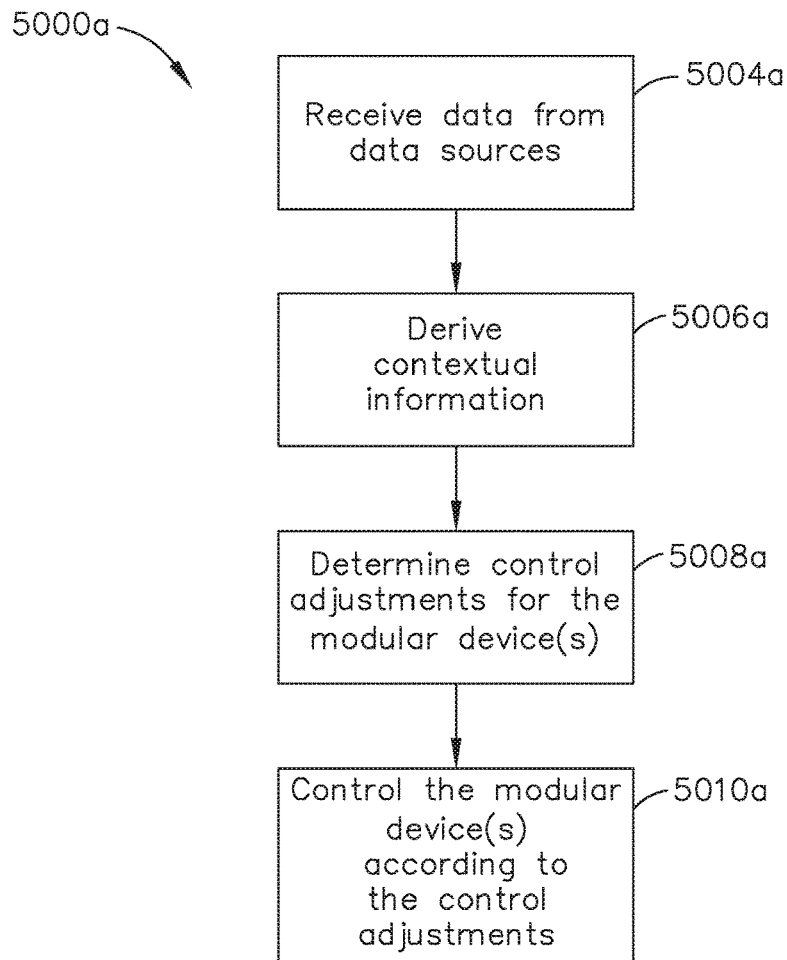 5000a
5004a
Receive data from
data sources
5006a
Derive
contextual
information
5008a
Determine control
adjustments for the
modular device(s)
5010a
Control the modular
device(s)
according to
the control
adjustments